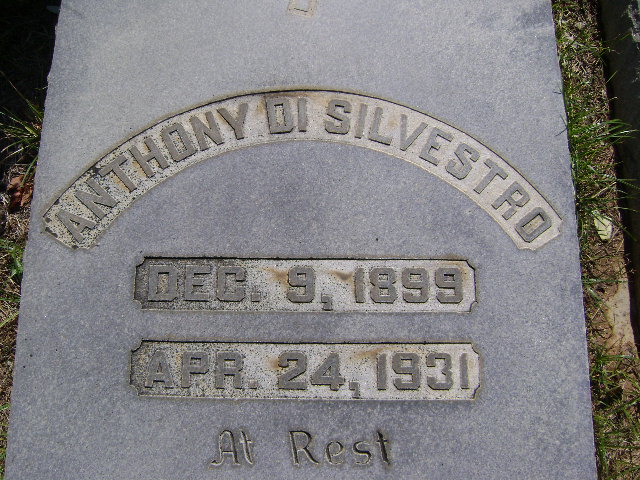 ANTHONY DI SILVESTRO
DEC. 9, 1899
APR. 24, 1931
At Rest